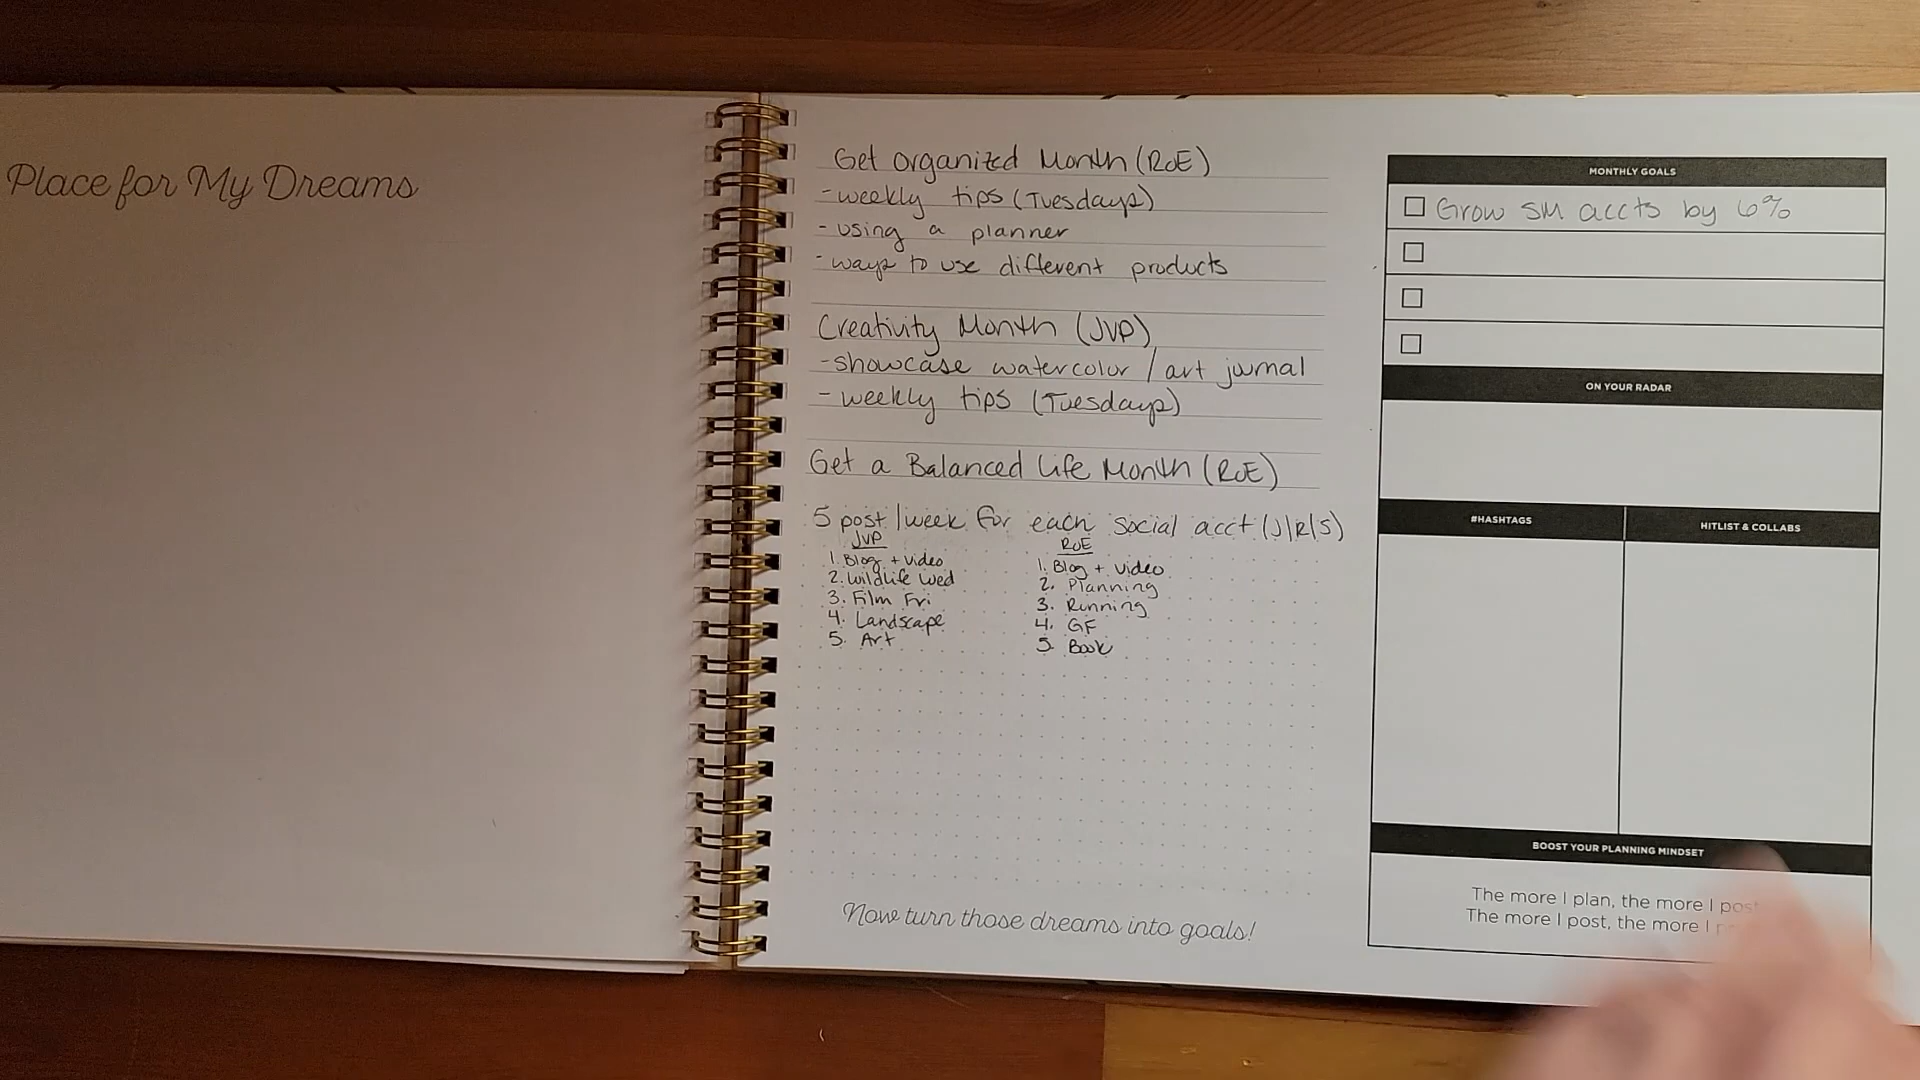 Place for My Dreams
Get organized Month (RoE)
- weekly tips (Tuesdays)
- using a planner
- ways to use different products
Creativity Month (JVP)
- showcase watercolor / art journal
- weekly tips (Tuesdays)
Get a Balanced Life Month (RoE)
5 post/week for each social acct (J|R|S)
JVP
1. Blog + video
2. Wildlife Wed
3. Film Fri
4. Landscape
5. Art
RoE
1. Blog + video
2. Planning
3. Running
4. GF
5. Book
Now turn those dreams into goals!
MONTHLY GOALS
Grow SM accts by 6%
ON YOUR RADAR
#HASHTAGS
HITLIST & COLLABS
BOOST YOUR PLANNING MINDSET
The more I plan, the more I post
The more I post, the more I